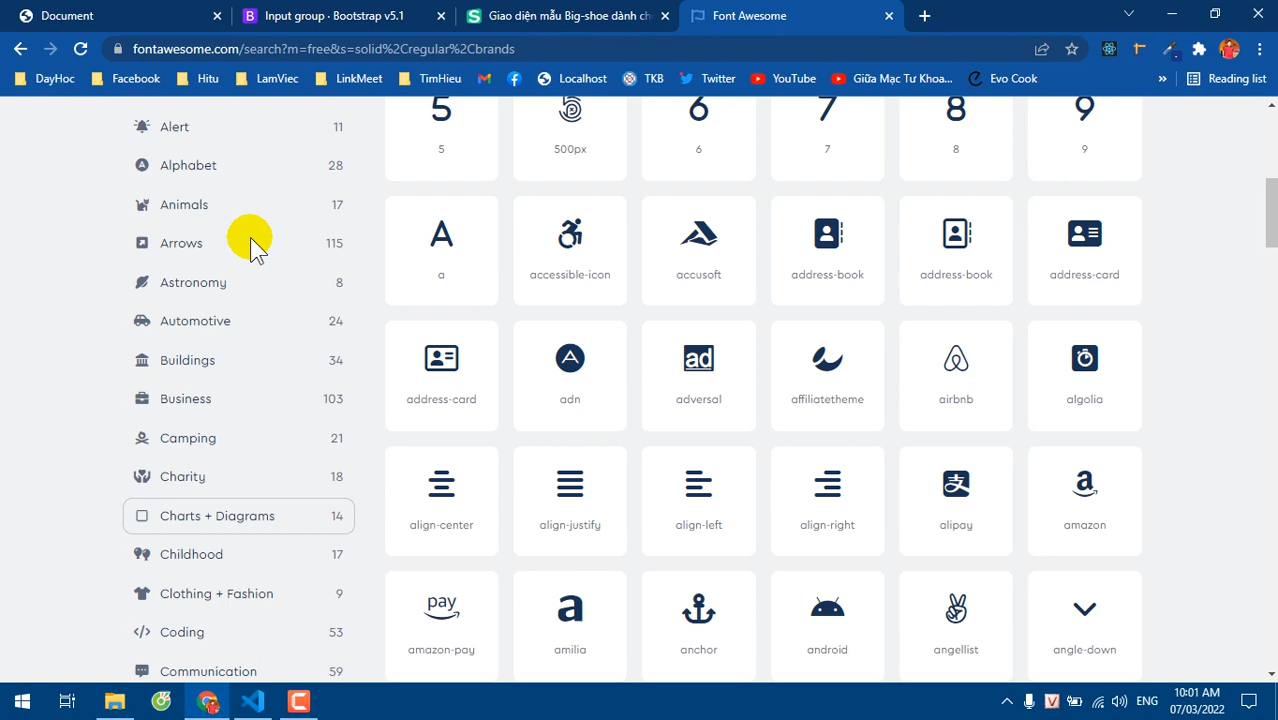 Document
Input group · Bootstrap v5.1
Giao diện mẫu Big-shoe dành ch
Font Awesome
fontawesome.com/search?m=free&s=solid%2Cregular%2Cbrands
DayHoc
Facebook
Hitu
LamViec
LinkMeet
TimHieu
Localhost
TKB
Twitter
YouTube
Giữa Mạc Tư Khoa...
Evo Cook
»
Reading list
Alert 11
Alphabet 28
Animals 17
Arrows 115
Astronomy 8
Automotive 24
Buildings 34
Business 103
Camping 21
Charity 18
Charts + Diagrams 14
Childhood 17
Clothing + Fashion 9
Coding 53
Communication 59
5 5 6 7 8 9
5 500px 6 7 8 9
A
a accessible-icon accusoft address-book address-book address-card
ad
address-card adn adversal affiliatetheme airbnb algolia
支 a
align-center align-justify align-left align-right alipay amazon
pay a
amazon-pay amilia anchor android angellist angle-down
V
ENG
10:01 AM
07/03/2022